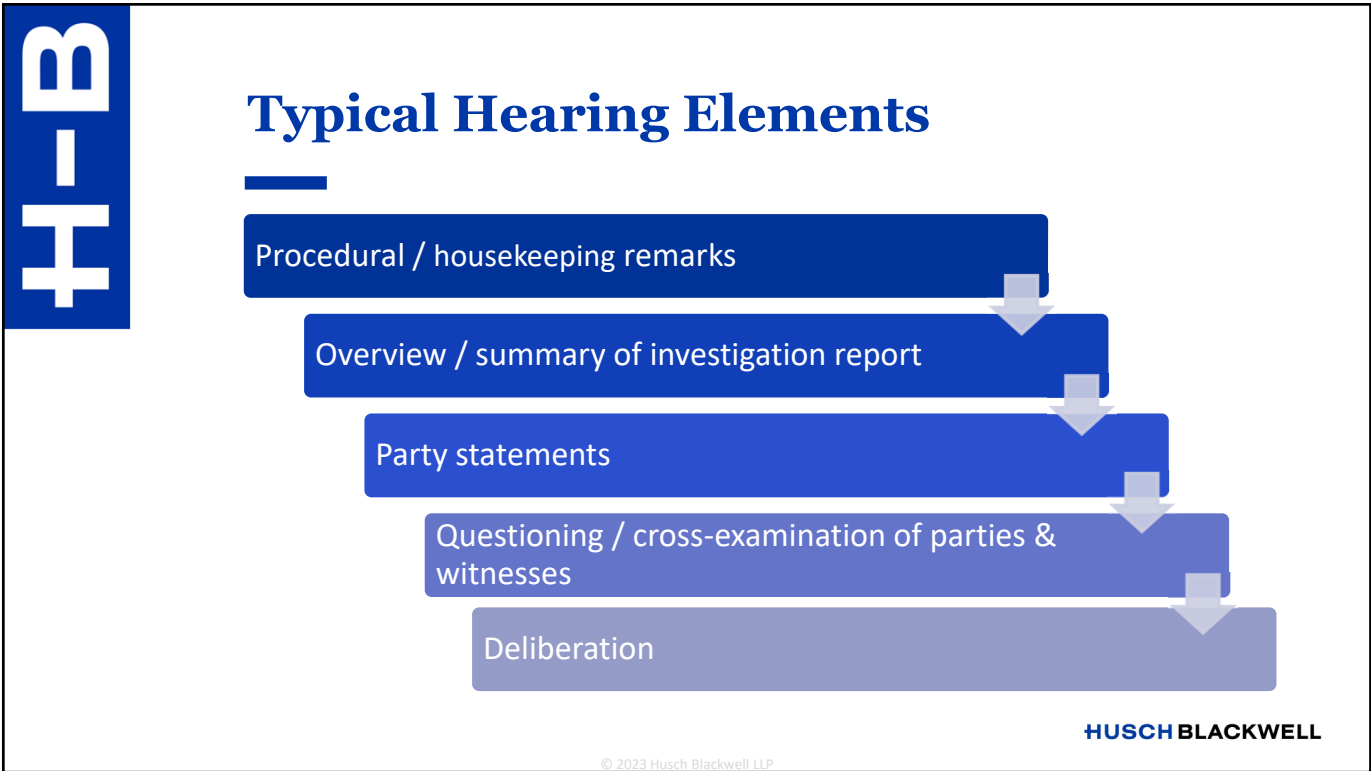 H-B
Typical Hearing Elements
Procedural / housekeeping remarks
Overview / summary of investigation report
Party statements
Questioning / cross-examination of parties &
witnesses
Deliberation
HUSCH BLACKWELL
© 2023 Husch Blackwell LLP